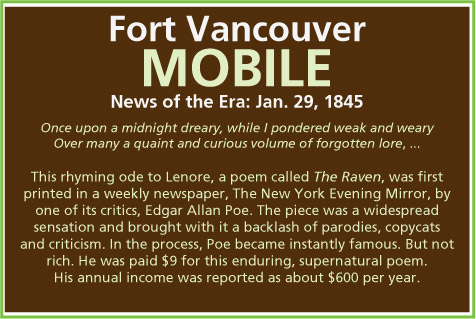 Fort Vancouver
MOBILE
News of the Era: Jan. 29, 1845
Once upon a midnight dreary, while I pondered weak and weary
Over many a quaint and curious volume of forgotten lore, ...
This rhyming ode to Lenore, a poem called The Raven, was first
printed in a weekly newspaper, The New York Evening Mirror, by
one of its critics, Edgar Allan Poe. The piece was a widespread
sensation and brought with it a backlash of parodies, copycats
and criticism. In the process, Poe became instantly famous. But not
rich. He was paid $9 for this enduring, supernatural poem.
His annual income was reported as about $600 per year.